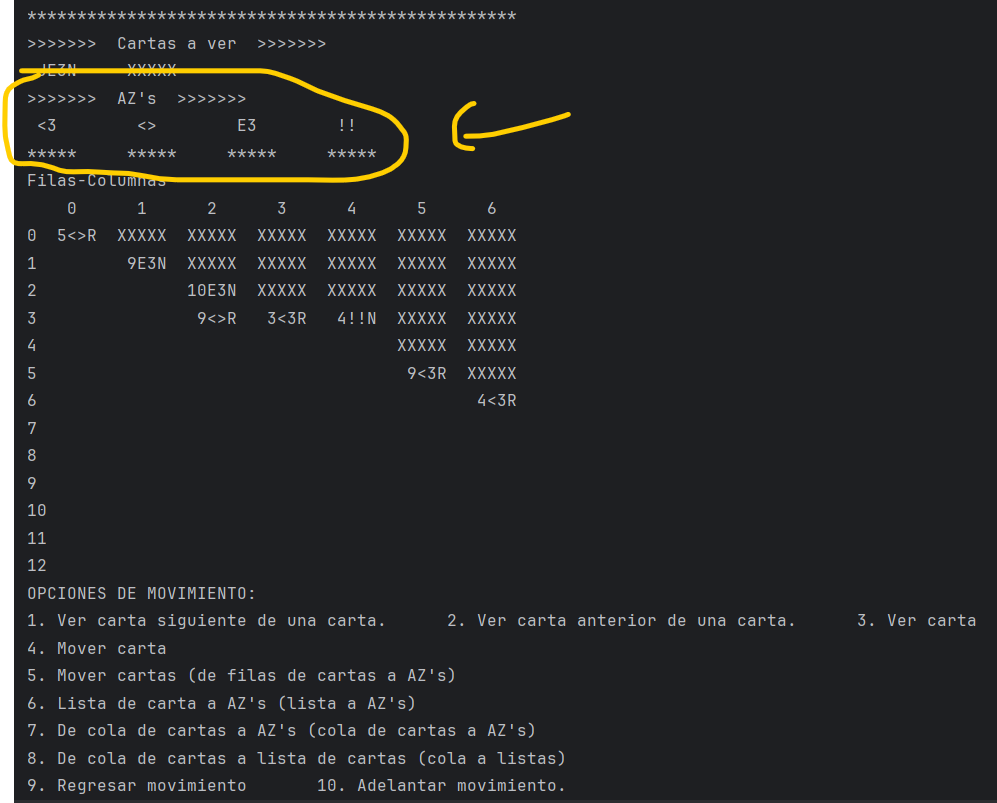 *************************************************
>>>>>>> Cartas a ver >>>>>>>
JE3N XXXXX
>>>>>>> AZ's >>>>>>>
<3 <> E3 !!
***** ***** ***** *****
Filas-Columnas
0 1 2 3 4 5 6
0 5<>R XXXXX XXXXX XXXXX XXXXX XXXXX XXXXX
1 9E3N XXXXX XXXXX XXXXX XXXXX XXXXX
2 10E3N XXXXX XXXXX XXXXX XXXXX
3 9<>R 3<3R 4!!N XXXXX XXXXX
4 XXXXX XXXXX
5 9<3R XXXXX
6 4<3R
7
8
9
10
11
12
OPCIONES DE MOVIMIENTO:
1. Ver carta siguiente de una carta. 2. Ver carta anterior de una carta. 3. Ver carta
4. Mover carta
5. Mover cartas (de filas de cartas a AZ's)
6. Lista de carta a AZ's (lista a AZ's)
7. De cola de cartas a AZ's (cola de cartas a AZ's)
8. De cola de cartas a lista de cartas (cola a listas)
9. Regresar movimiento 10. Adelantar movimiento.